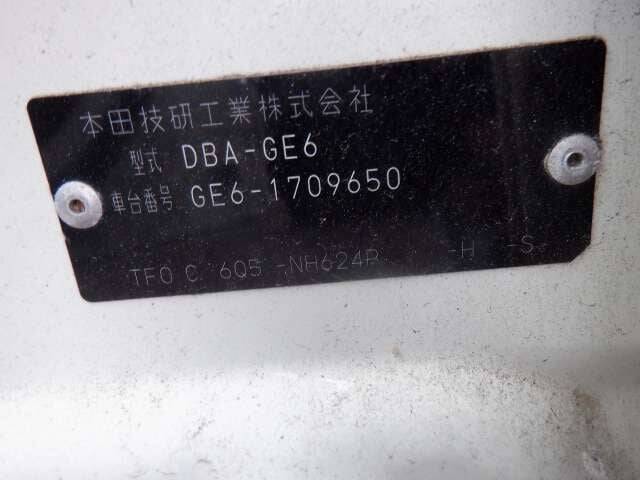 本田技研工業株式会社
型式 DBA-GE6
車台番号 GE6-1709650
TF0 C 6Q5 -NH624P -H -S